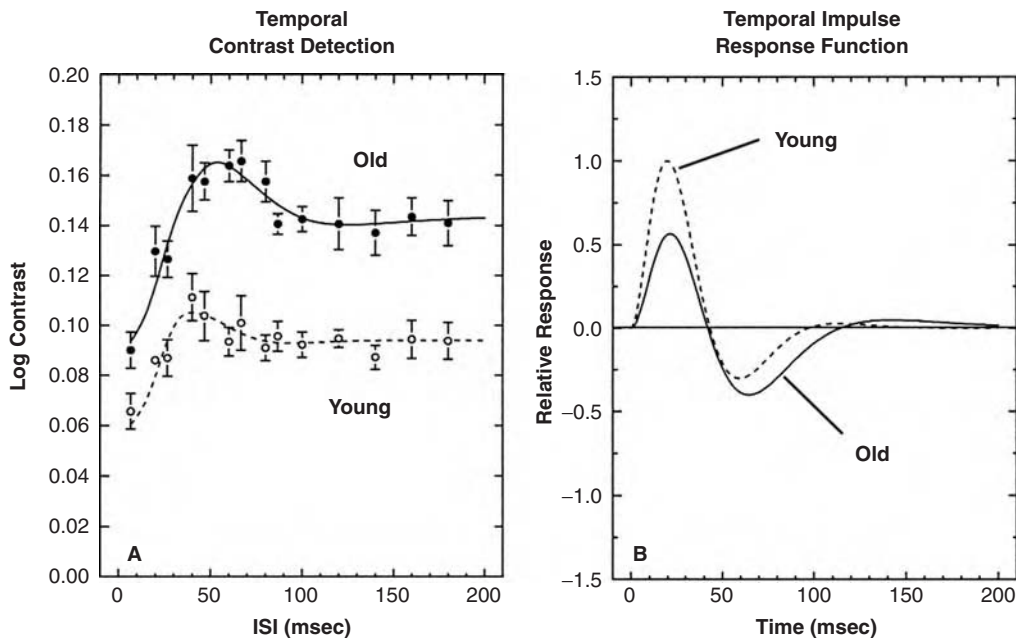 Temporal
Contrast Detection
Log Contrast
0.20
0.18
0.16
0.14
0.12
0.10
0.08
0.06
0.04
0.02
0.00
Old
Young
A
0 50 100 150 200
ISI (msec)
Temporal Impulse
Response Function
Relative Response
1.5
1.0
0.5
0.0
−0.5
−1.0
−1.5
Young
Old
B
0 50 100 150 200
Time (msec)